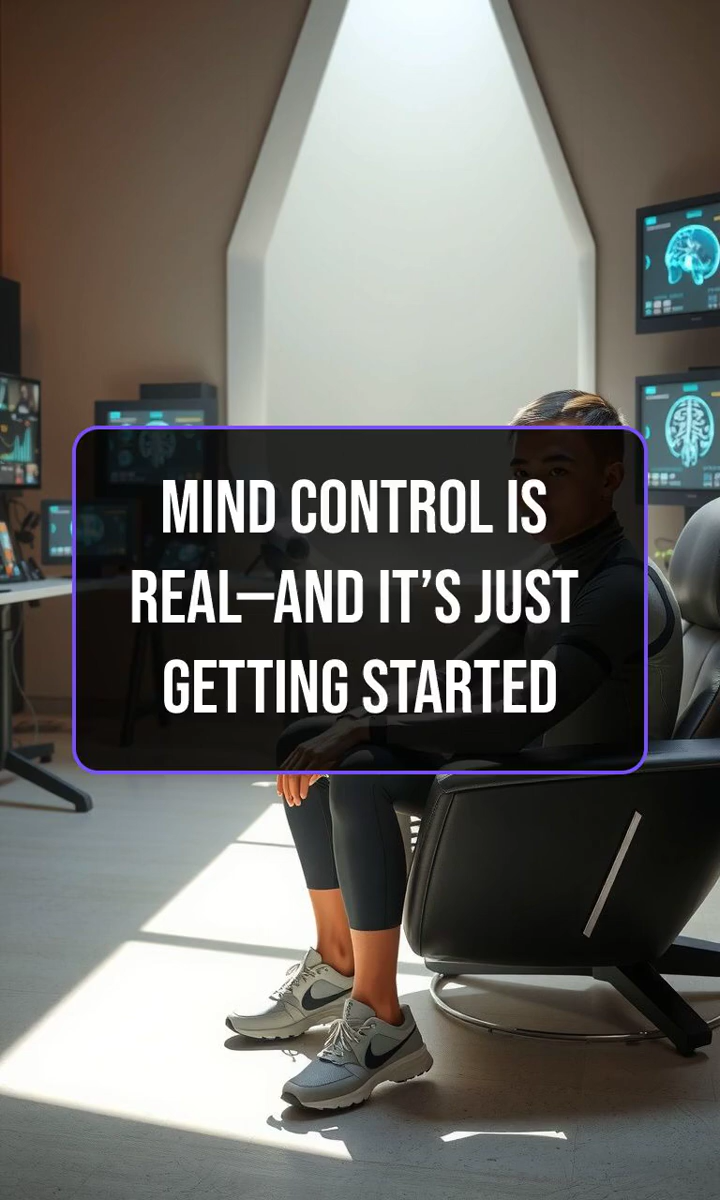 MIND CONTROL IS
REAL—AND IT’S JUST
GETTING STARTED